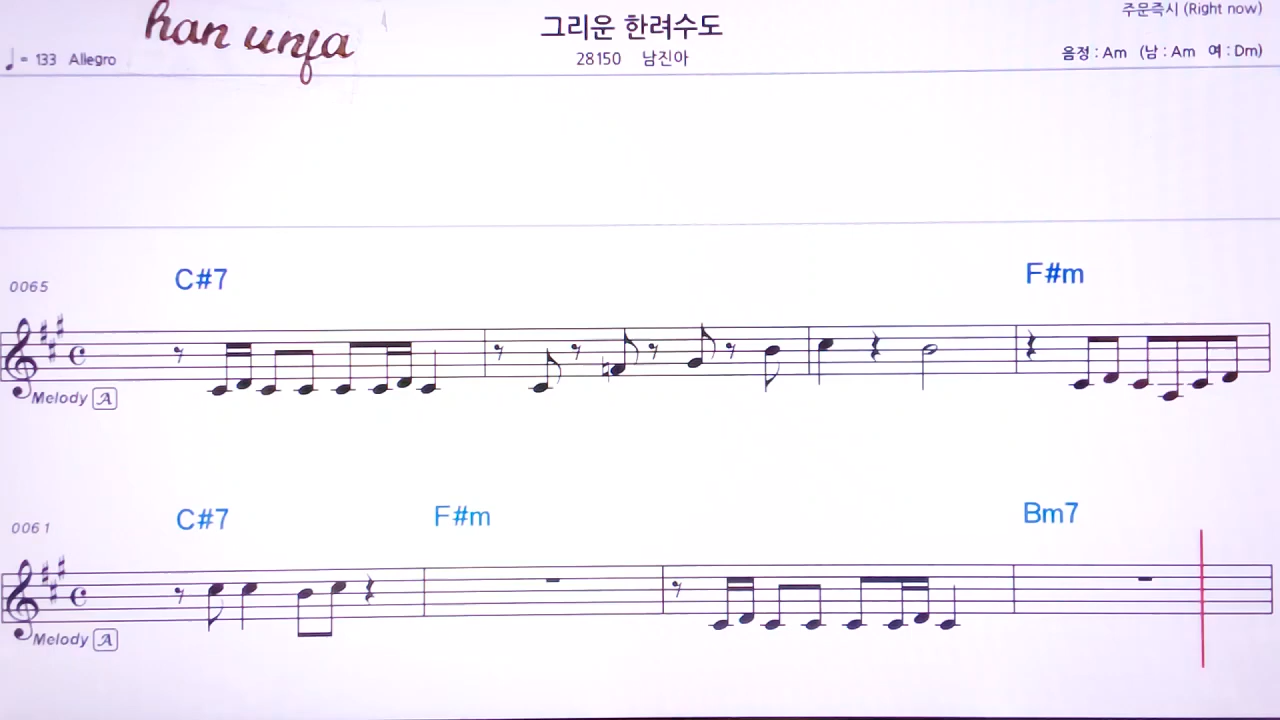 han unfa
그리운 한려수도
주문즉시 (Right now)
♩= 133 Allegro
28150 남진아
음정 : Am (남 : Am 여 : Dm)
0065
C#7
F#m
Melody A
0061
C#7
F#m
Bm7
Melody A